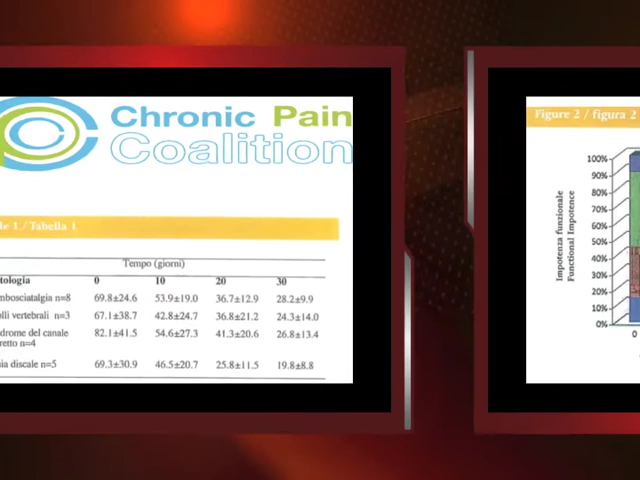 Chronic Pain
Coalition
le 1 / Tabella 1
Tempo (giorni)
tologia 0 10 20 30
mbosciatalgia n=8 69.8±24.6 53.9±19.0 36.7±12.9 28.2±9.9
olli vertebrali n=3 67.1±38.7 42.8±24.7 36.8±21.2 24.3±14.0
drome del canale
retto n=4 82.1±41.5 54.6±27.3 41.3±20.6 26.8±13.4
ia discale n=5 69.3±30.9 46.5±20.7 25.8±11.5 19.8±8.8
Figure 2 / figura 2
Impotenza funzionale
Functional Impotence
100%
90%
80%
70%
60%
50%
40%
30%
20%
10%
0%
0